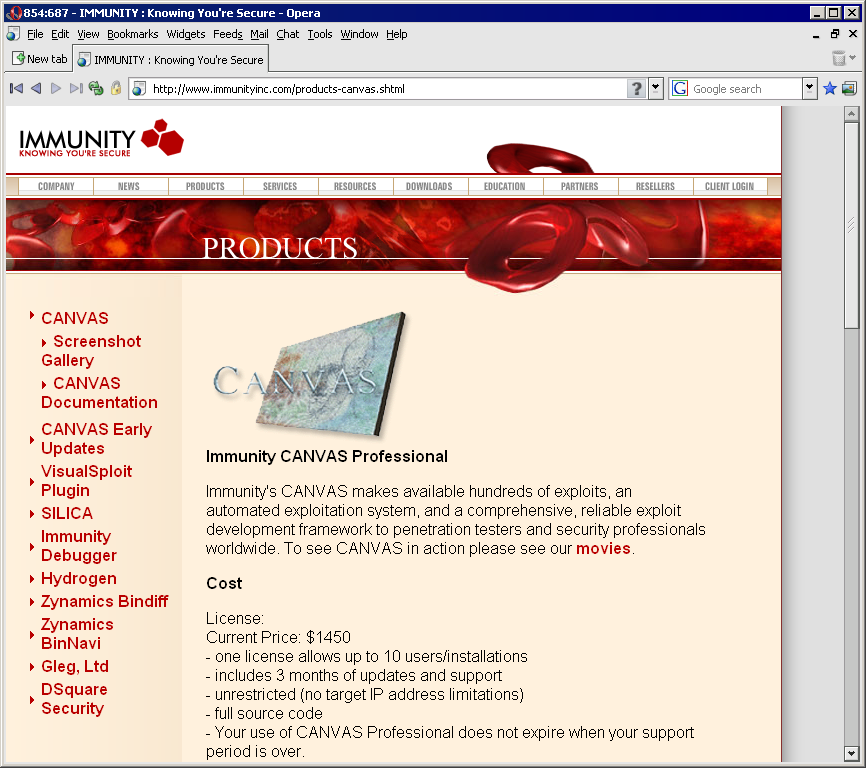 854:687 - IMMUNITY : Knowing You're Secure - Opera
File Edit View Bookmarks Widgets Feeds Mail Chat Tools Window Help
New tab IMMUNITY : Knowing You're Secure
http://www.immunityinc.com/products-canvas.shtml ? G Google search
IMMUNITY
KNOWING YOU'RE SECURE
COMPANY NEWS PRODUCTS SERVICES RESOURCES DOWNLOADS EDUCATION PARTNERS RESELLERS CLIENT LOGIN
PRODUCTS
CANVAS
Screenshot
Gallery
CANVAS
Documentation
CANVAS Early
Updates
VisualSploit
Plugin
SILICA
Immunity
Debugger
Hydrogen
Zynamics Bindiff
Zynamics
BinNavi
Gleg, Ltd
DSquare
Security
CANVAS
Immunity CANVAS Professional
Immunity's CANVAS makes available hundreds of exploits, an
automated exploitation system, and a comprehensive, reliable exploit
development framework to penetration testers and security professionals
worldwide. To see CANVAS in action please see our movies.
Cost
License:
Current Price: $1450
- one license allows up to 10 users/installations
- includes 3 months of updates and support
- unrestricted (no target IP address limitations)
- full source code
- Your use of CANVAS Professional does not expire when your support
period is over.